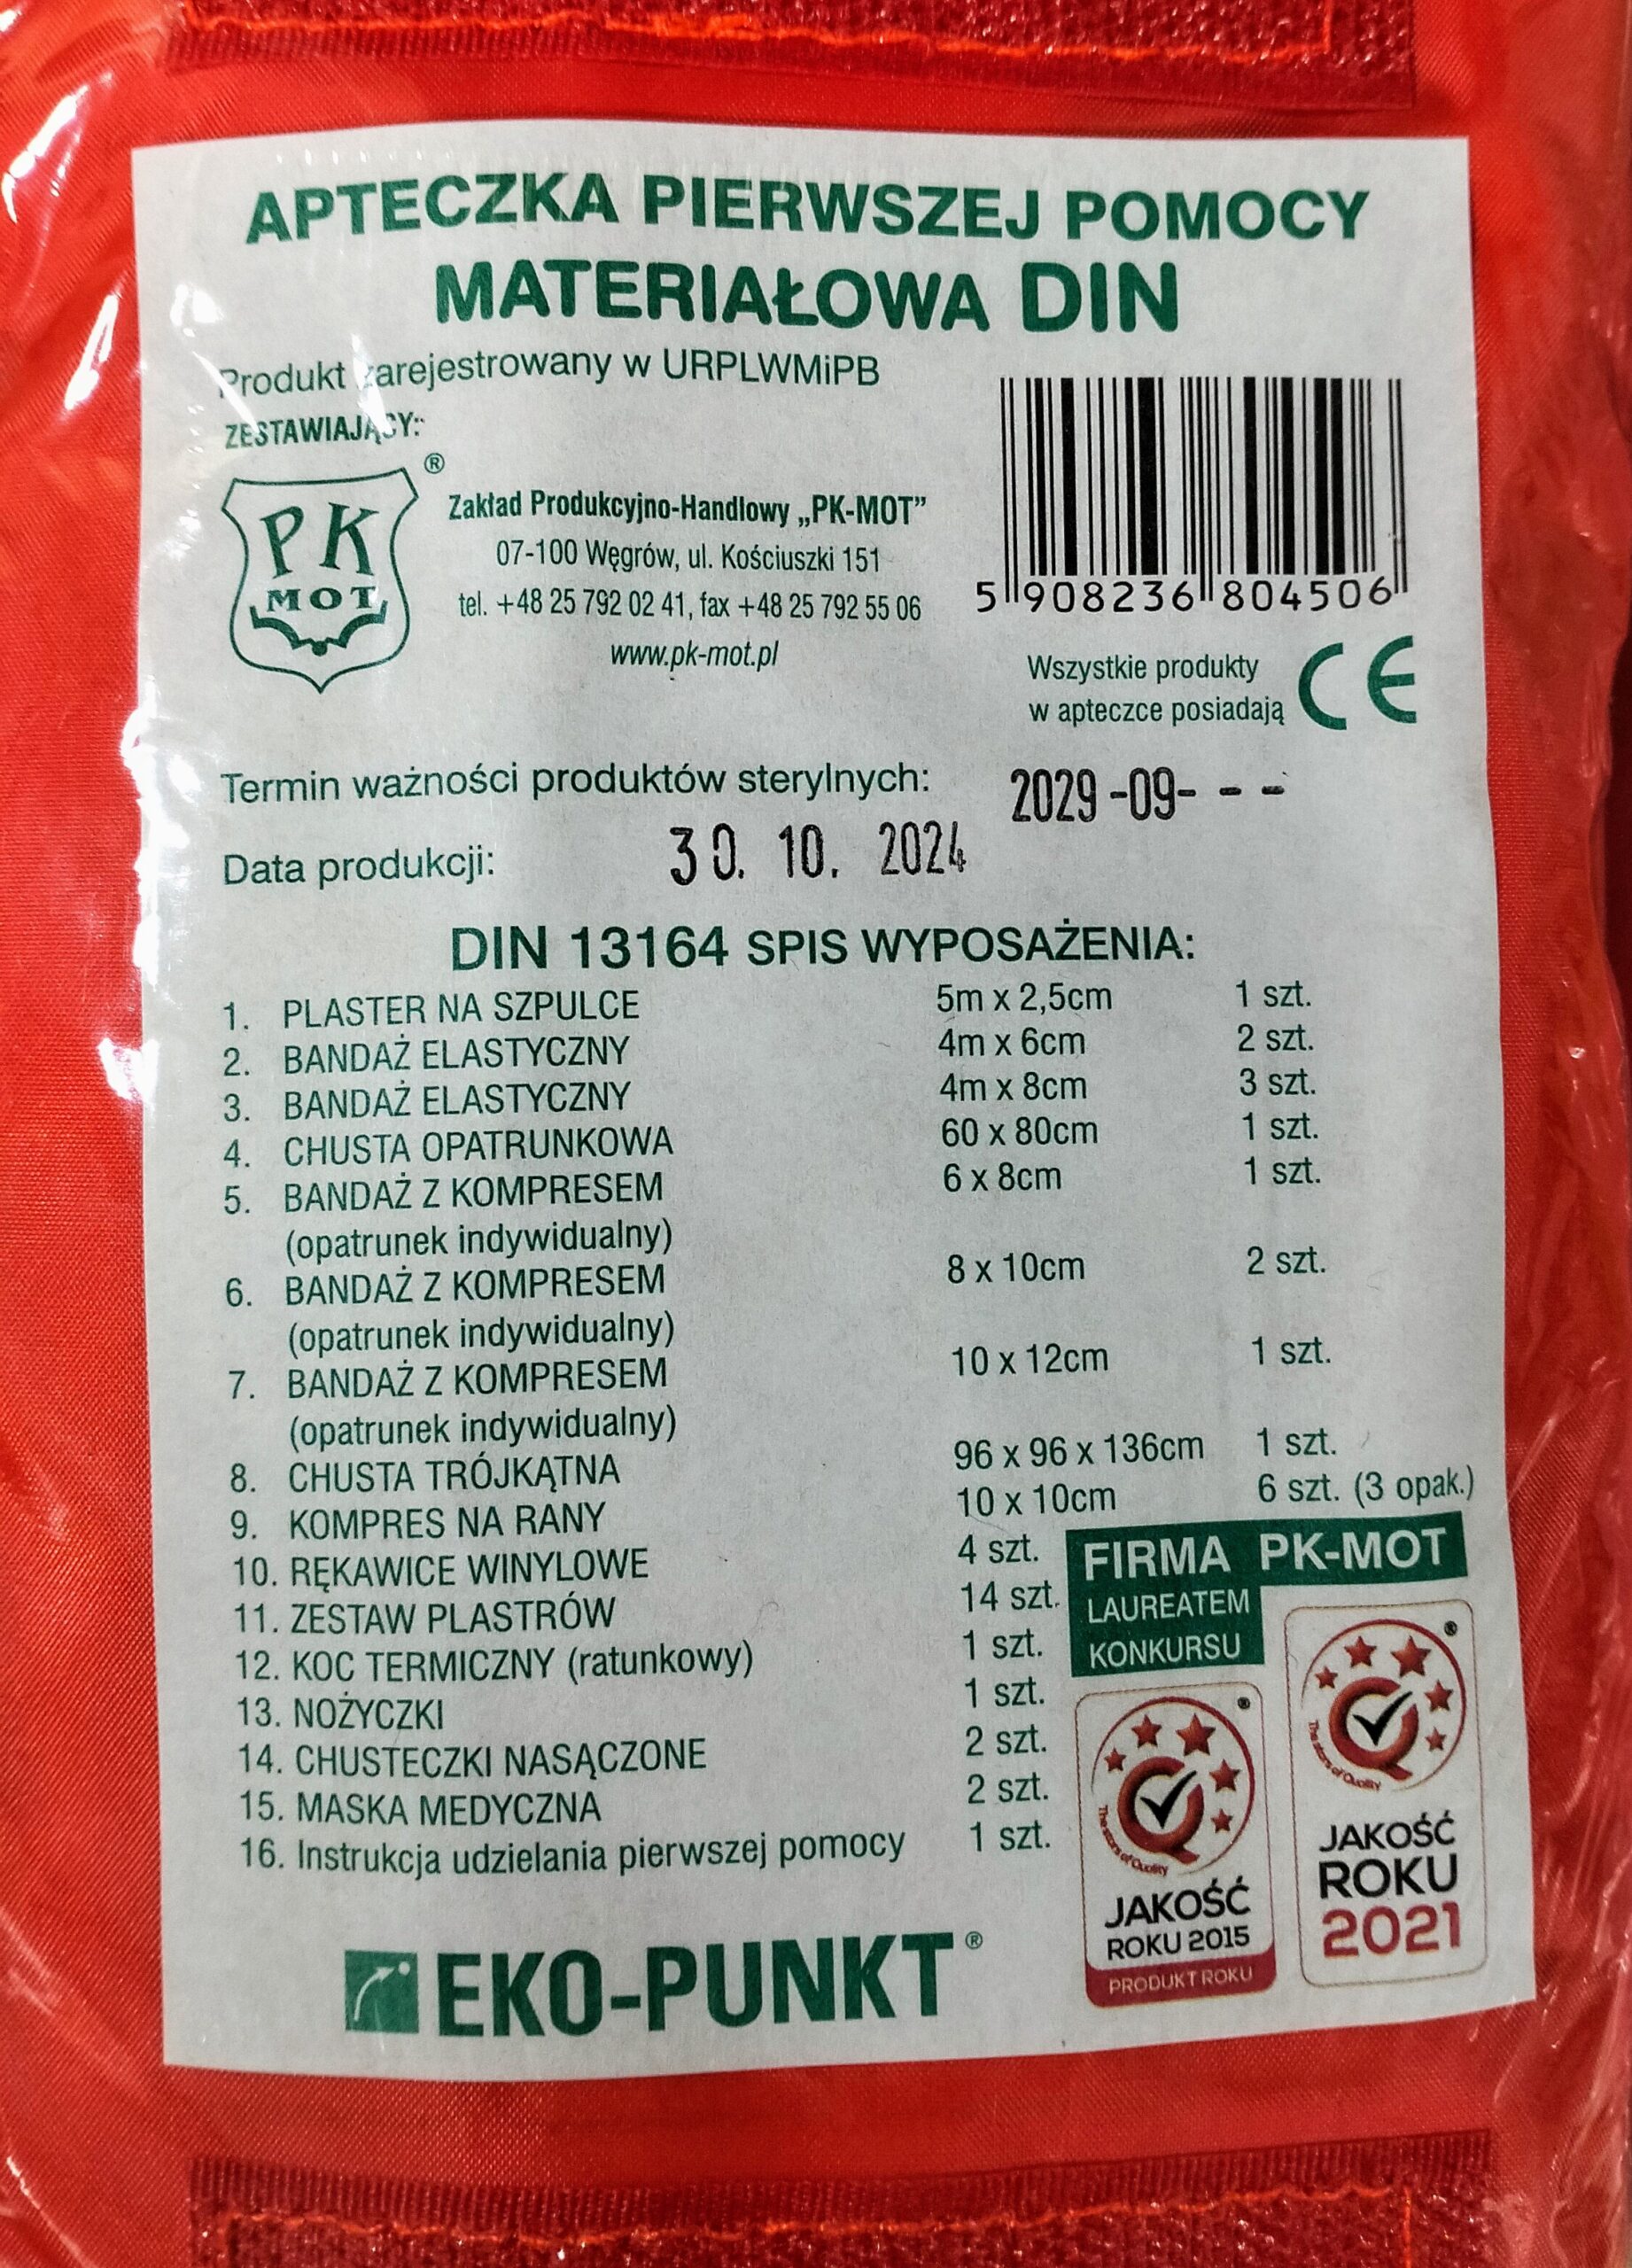 APTECZKA PIERWSZEJ POMOCY
MATERIAŁOWA DIN
Produkt zarejestrowany w URPLWMiPB
ZESTAWIAJĄCY:
PK
MOT
®
Zakład Produkcyjno-Handlowy „PK-MOT”
07-100 Węgrów, ul. Kościuszki 151
tel. +48 25 792 02 41, fax +48 25 792 55 06
www.pk-mot.pl
5 908236 804506
Wszystkie produkty
w apteczce posiadają CE
Termin ważności produktów sterylnych: 2029-09- - -
Data produkcji: 30. 10. 2024
DIN 13164 SPIS WYPOSAŻENIA:
1. PLASTER NA SZPULCE 5m x 2,5cm 1 szt.
2. BANDAŻ ELASTYCZNY 4m x 6cm 2 szt.
3. BANDAŻ ELASTYCZNY 4m x 8cm 3 szt.
4. CHUSTA OPATRUNKOWA 60 x 80cm 1 szt.
5. BANDAŻ Z KOMPRESEM 6 x 8cm 1 szt.
(opatrunek indywidualny)
6. BANDAŻ Z KOMPRESEM 8 x 10cm 2 szt.
(opatrunek indywidualny)
7. BANDAŻ Z KOMPRESEM 10 x 12cm 1 szt.
(opatrunek indywidualny)
8. CHUSTA TRÓJKĄTNA 96 x 96 x 136cm 1 szt.
9. KOMPRES NA RANY 10 x 10cm 6 szt. (3 opak.)
10. RĘKAWICE WINYLOWE 4 szt.
11. ZESTAW PLASTRÓW 14 szt.
12. KOC TERMICZNY (ratunkowy) 1 szt.
13. NOŻYCZKI 1 szt.
14. CHUSTECZKI NASĄCZONE 2 szt.
15. MASKA MEDYCZNA 2 szt.
16. Instrukcja udzielania pierwszej pomocy 1 szt.
FIRMA PK-MOT
LAUREATEM
KONKURSU
The stars of Quality
®
JAKOŚĆ
ROKU 2015
PRODUKT ROKU
The stars of Quality
®
JAKOŚĆ
ROKU
2021
EKO-PUNKT®